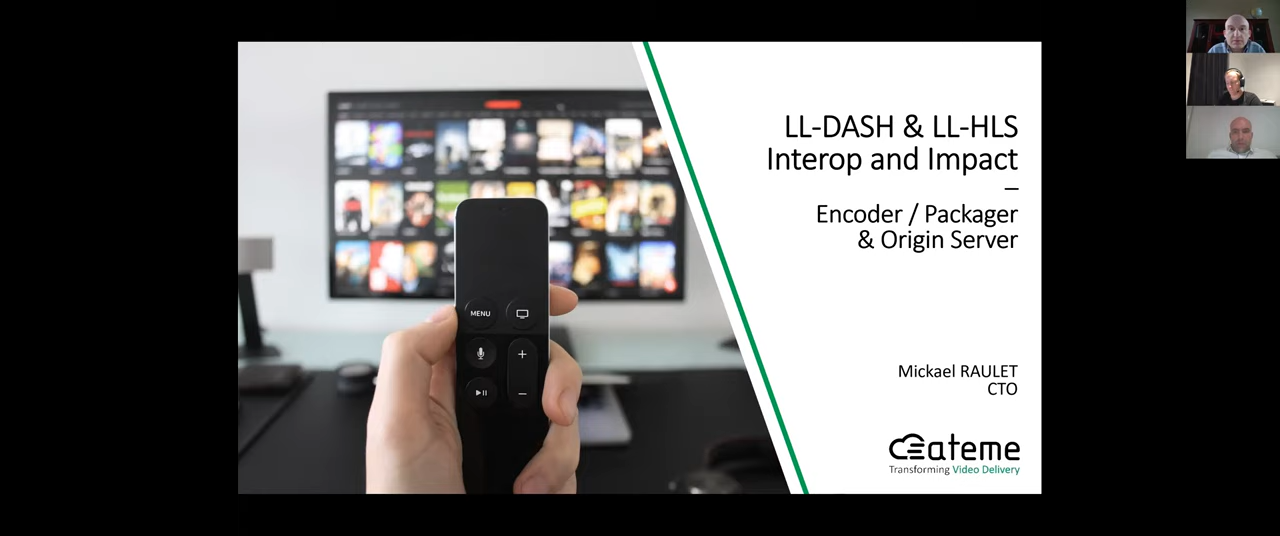 LL-DASH & LL-HLS
Interop and Impact
–
Encoder / Packager
& Origin Server
Mickael RAULET
CTO
ateme
Transforming Video Delivery
MENU